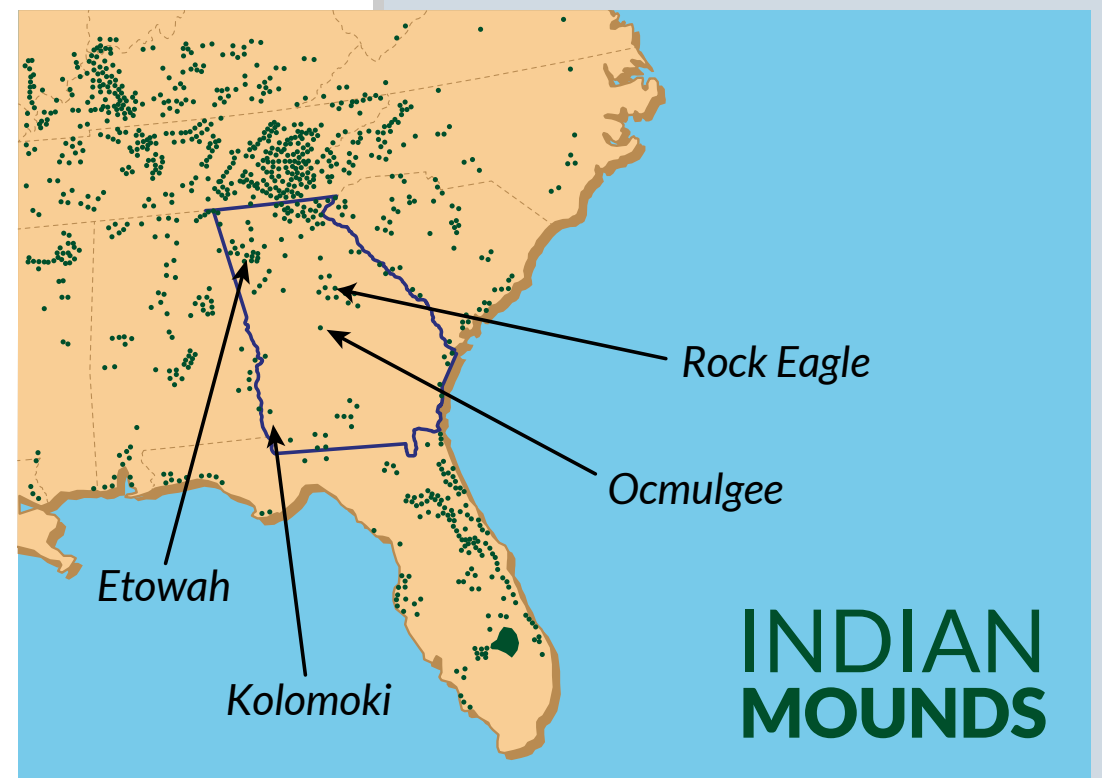 Rock Eagle
Ocmulgee
Etowah
Kolomoki
INDIAN
MOUNDS